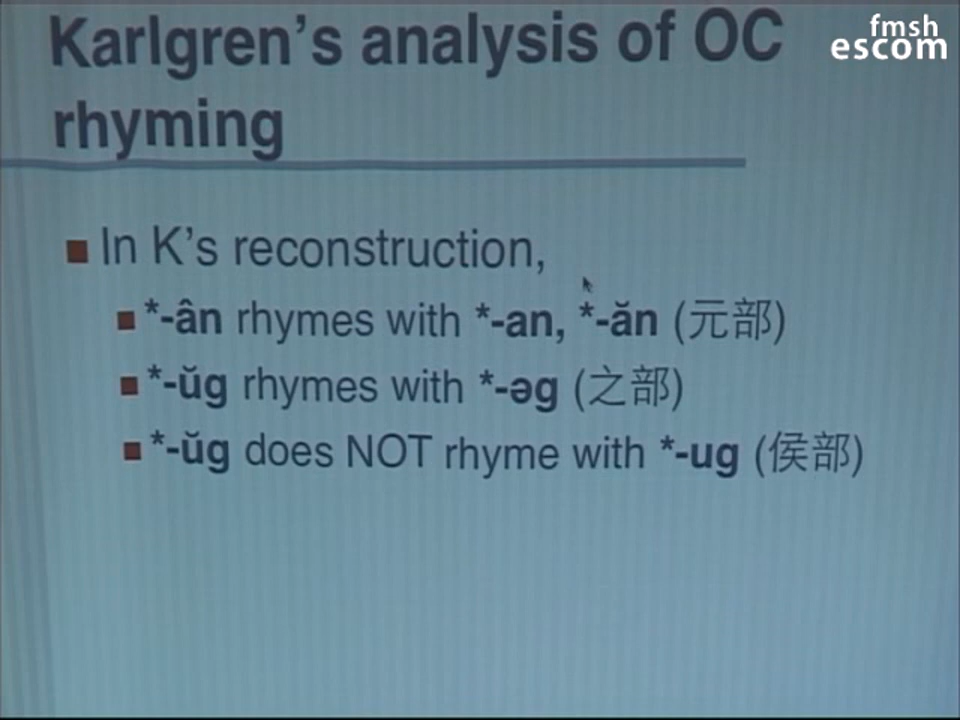 Karlgren’s analysis of OC
rhyming
fmsh
escom
In K’s reconstruction,
*-ân rhymes with *-an, *-ăn (元部)
*-ŭg rhymes with *-əg (之部)
*-ŭg does NOT rhyme with *-ug (侯部)